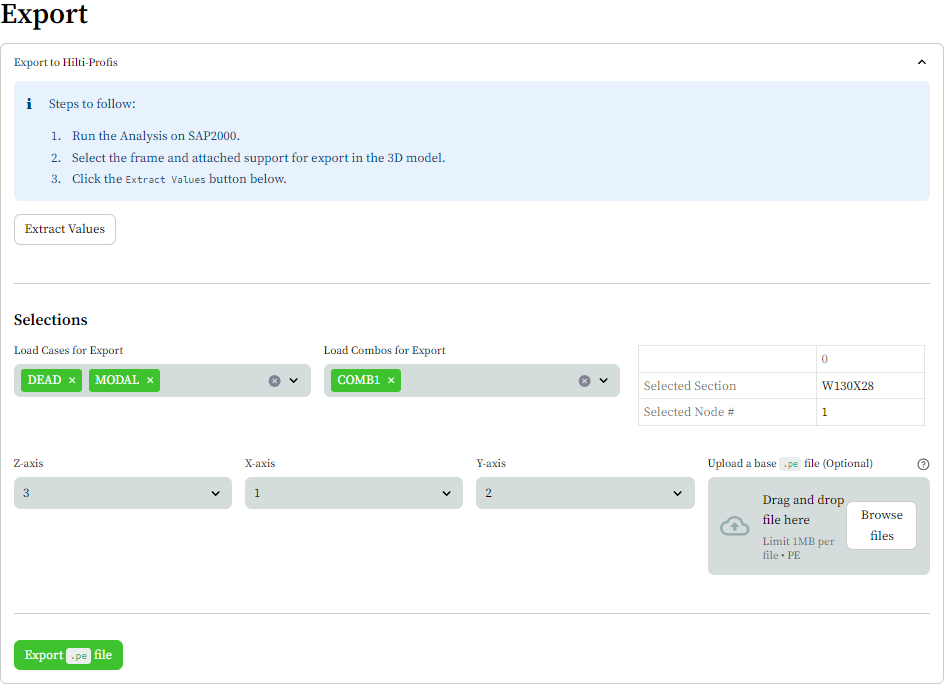 Export
Export to Hilti-Profis
Steps to follow:
1. Run the Analysis on SAP2000.
2. Select the frame and attached support for export in the 3D model.
3. Click the Extract Values button below.
Extract Values
Selections
Load Cases for Export
DEAD × MODAL ×
Load Combos for Export
COMB1 ×
0
Selected Section W130X28
Selected Node # 1
Z-axis
3
X-axis
1
Y-axis
2
Upload a base .pe file (Optional)
Drag and drop
file here
Limit 1MB per
file • PE
Browse
files
Export .pe file